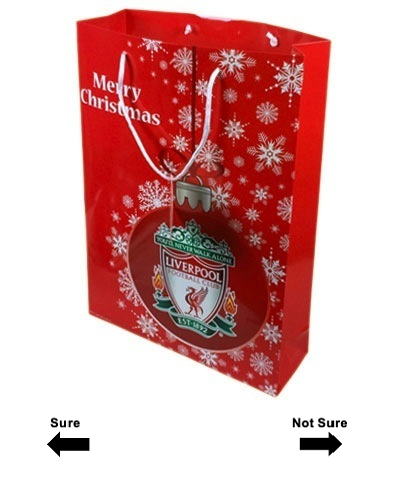 Merry
Christmas
YOU'LL NEVER WALK ALONE
LIVERPOOL
FOOTBALL CLUB
EST·1892
Sure
Not Sure